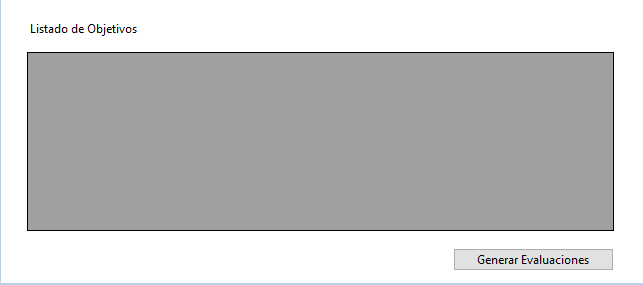 Listado de Objetivos
Generar Evaluaciones